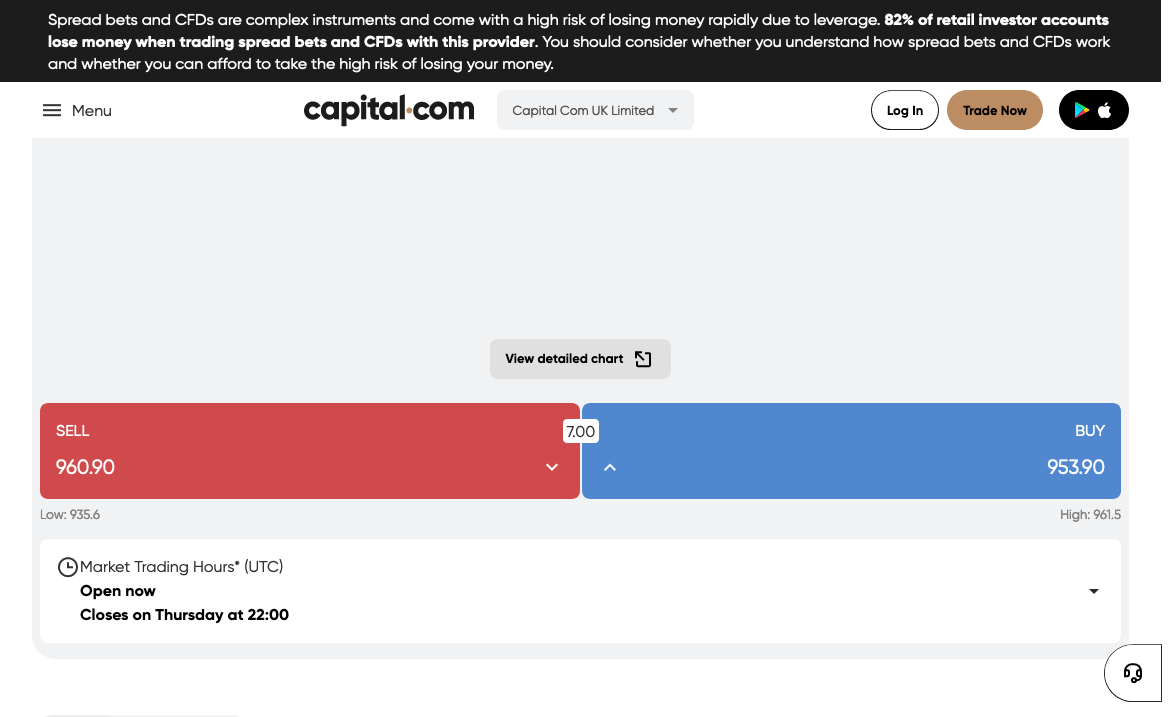 Spread bets and CFDs are complex instruments and come with a high risk of losing money rapidly due to leverage. 82% of retail investor accounts
lose money when trading spread bets and CFDs with this provider. You should consider whether you understand how spread bets and CFDs work
and whether you can afford to take the high risk of losing your money.
Menu
capital.com
Capital Com UK Limited
Log In
Trade Now
View detailed chart
SELL
7.00
BUY
960.90
953.90
Low: 935.6
High: 961.5
Market Trading Hours* (UTC)
Open now
Closes on Thursday at 22:00